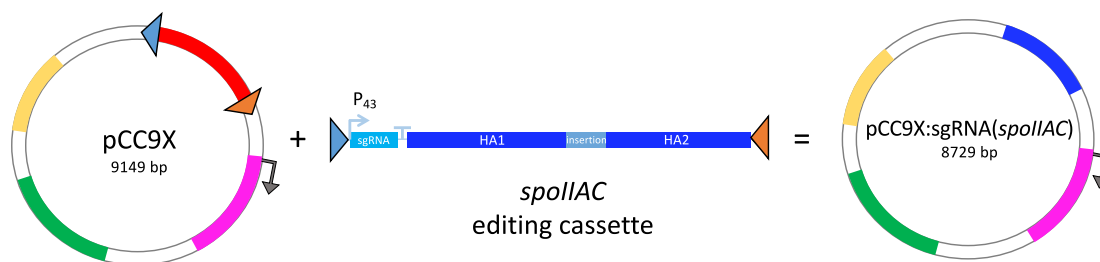 pCC9X
9149 bp
+
P43
sgRNA
HA1
insertion
HA2
spoIIAC
editing cassette
=
pCC9X:sgRNA(spoIIAC)
8729 bp